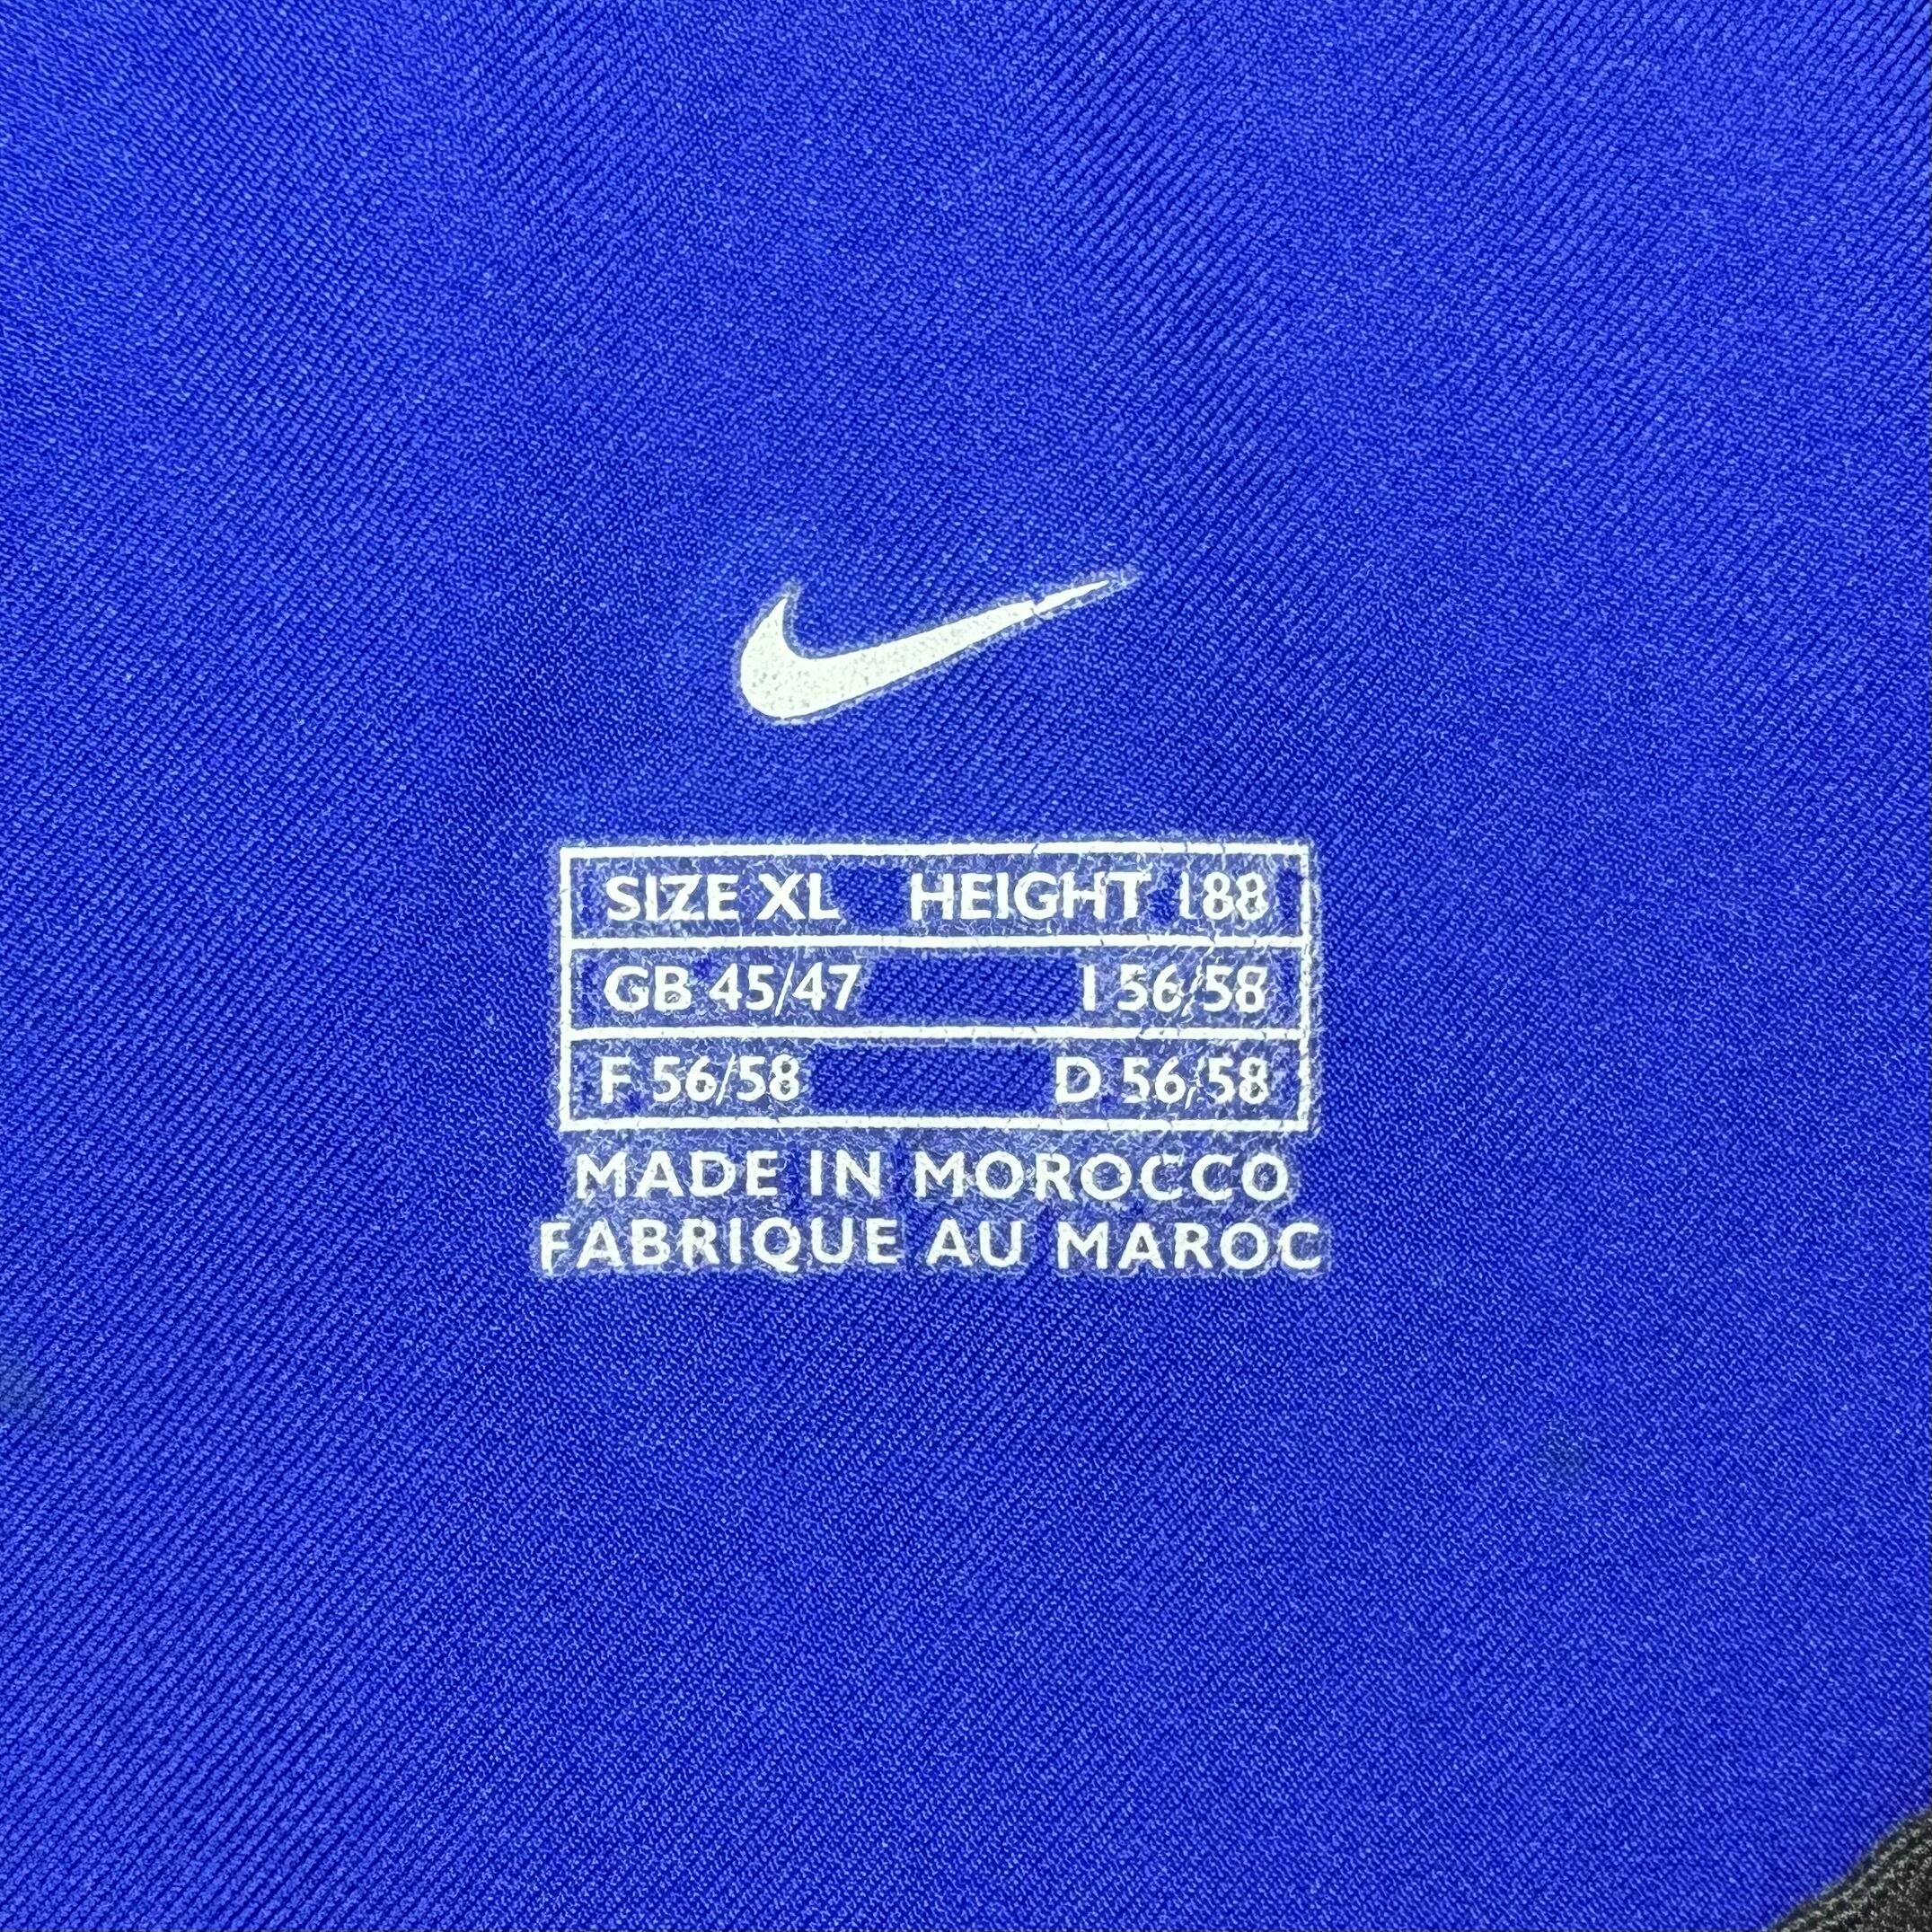 SIZE XL HEIGHT 188
GB 45/47 I 56/58
F 56/58 D 56/58
MADE IN MOROCCO
FABRIQUE AU MAROC